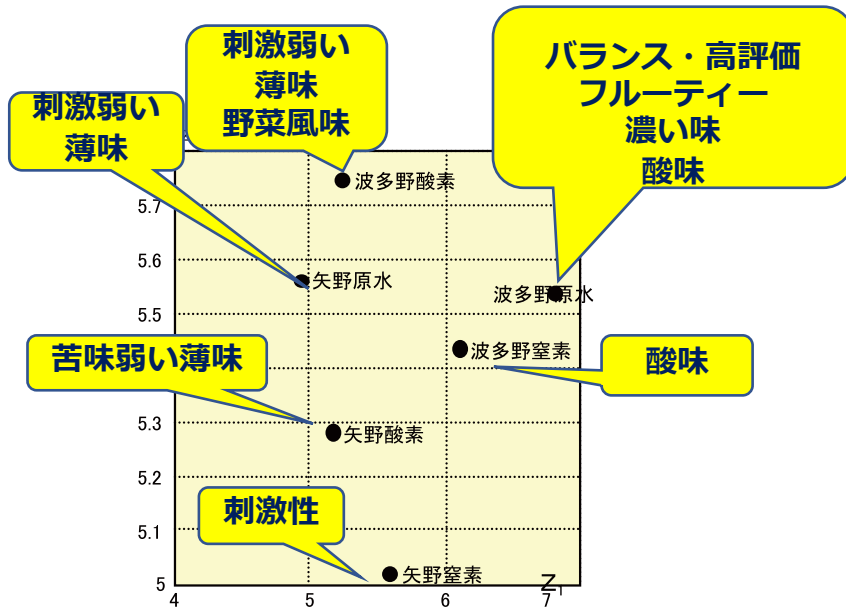 刺激弱い
薄味
野菜風味
バランス・高評価
フルーティー
濃い味
酸味
刺激弱い
薄味
波多野酸素
5.7
5.6
矢野原水
波多野原水
5.5
波多野窒素
苦味弱い薄味
酸味
5.3
矢野酸素
5.2
刺激性
5.1
矢野窒素
5
Z1
4
5
6
7